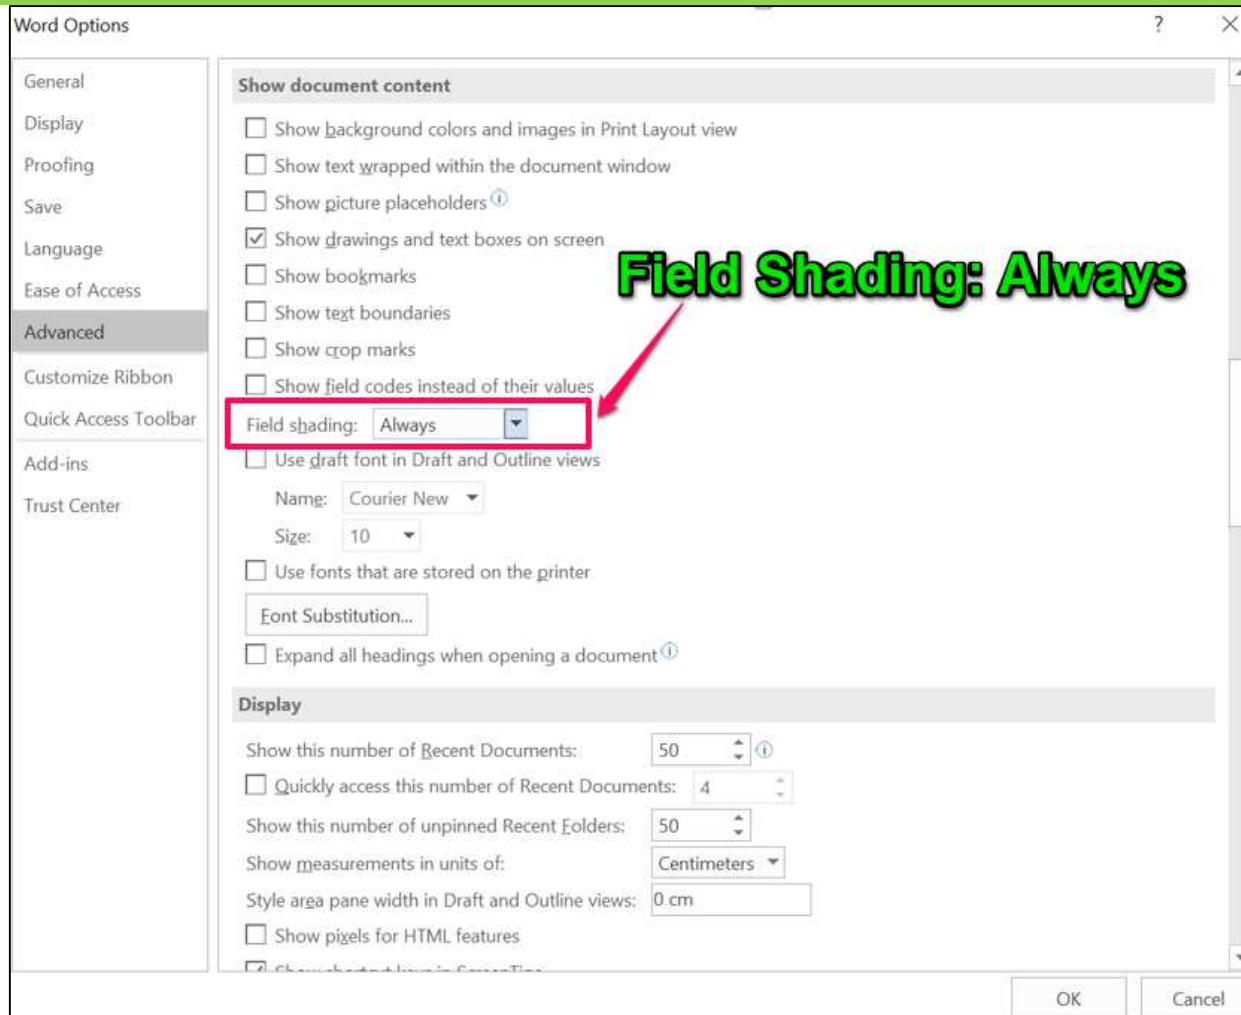 Word Options
?
General
Display
Proofing
Save
Language
Ease of Access
Advanced
Customize Ribbon
Quick Access Toolbar
Add-ins
Trust Center
Show document content
Show background colors and images in Print Layout view
Show text wrapped within the document window
Show picture placeholders
Show drawings and text boxes on screen
Show bookmarks
Show text boundaries
Show crop marks
Show field codes instead of their values
Field Shading: Always
Field shading: Always
Use draft font in Draft and Outline views
Name: Courier New
Size: 10
Use fonts that are stored on the printer
Font Substitution...
Expand all headings when opening a document
Display
Show this number of Recent Documents: 50
Quickly access this number of Recent Documents: 4
Show this number of unpinned Recent Folders: 50
Show measurements in units of: Centimeters
Style area pane width in Draft and Outline views: 0 cm
Show pixels for HTML features
Show shortcut keys in ScreenTips
OK Cancel